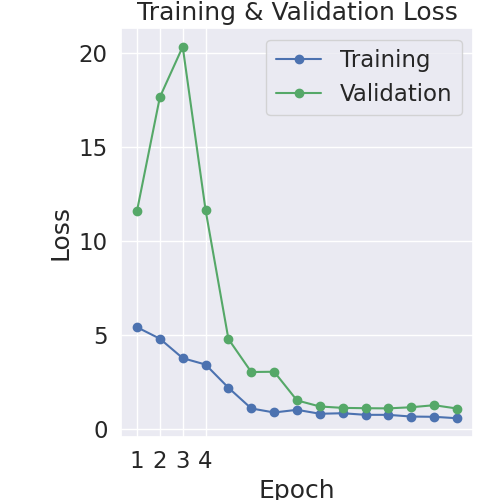 Training & Validation Loss
Training
Validation
20
15
10
5
0
Loss
1 2 3 4
Epoch